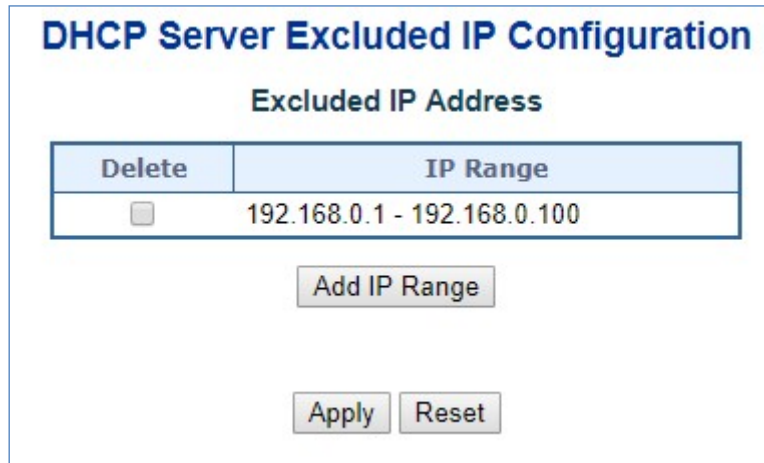 DHCP Server Excluded IP Configuration
Excluded IP Address
Delete IP Range
192.168.0.1 - 192.168.0.100
Add IP Range
Apply Reset